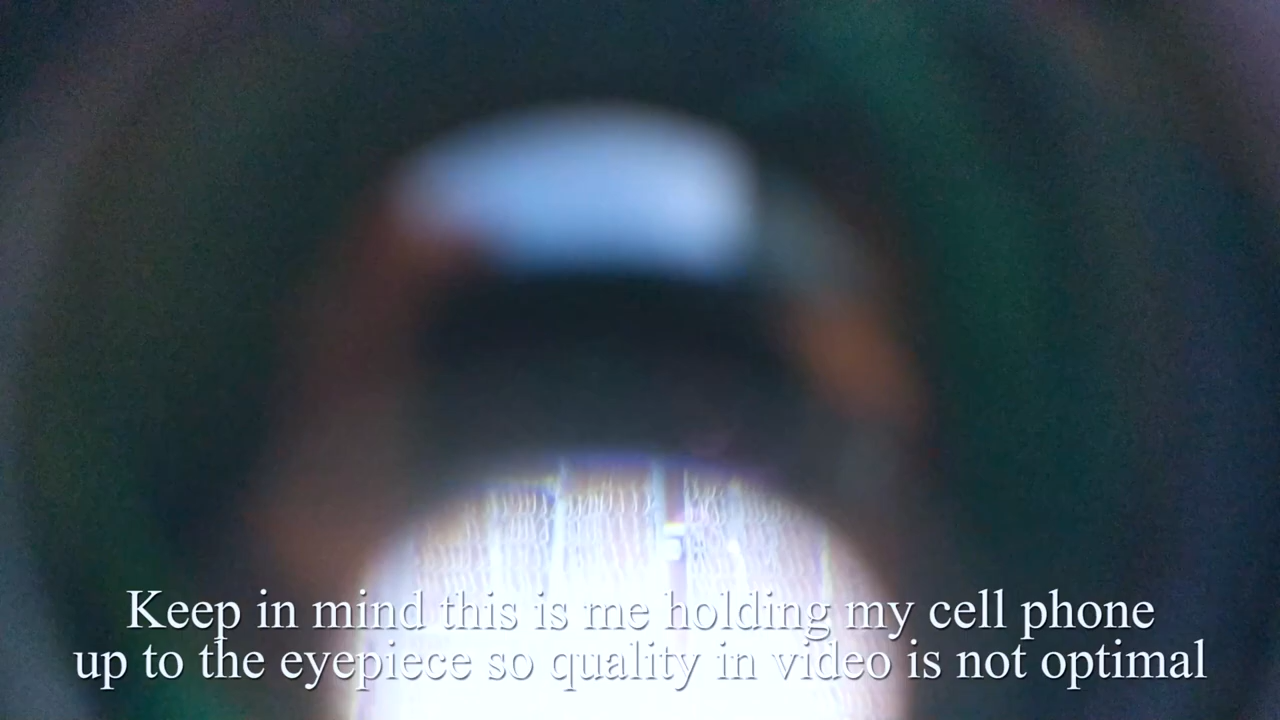 Keep in mind this is me holding my cell phone
up to the eyepiece so quality in video is not optimal